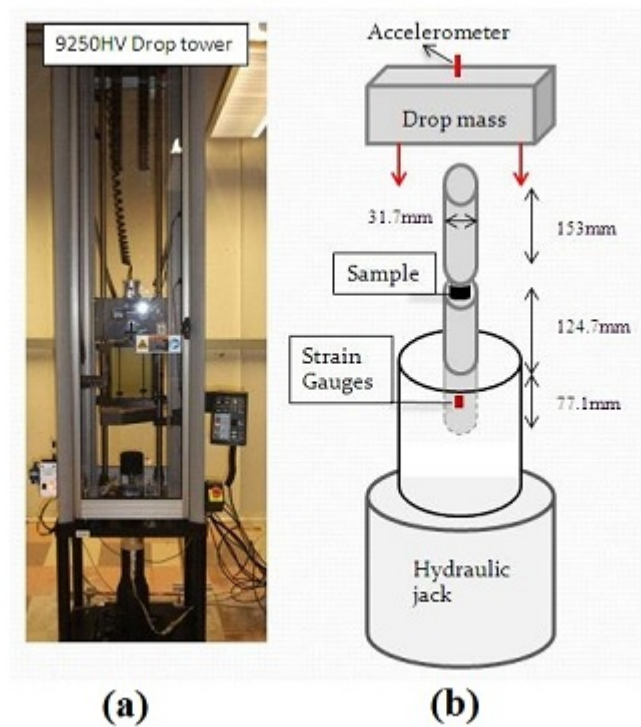 9250HV Drop tower
Accelerometer
Drop mass
31.7mm
153mm
Sample
124.7mm
Strain
Gauges
77.1mm
Hydraulic
jack
(a)
(b)